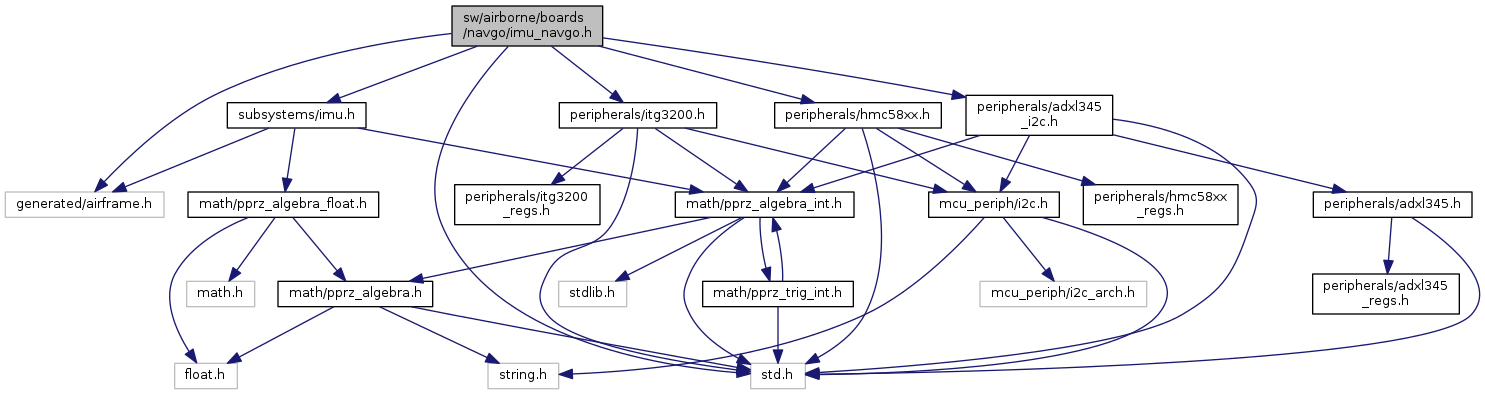 sw/airborne/boards
/navgo/imu_navgo.h
subsystems/imu.h
peripherals/itg3200.h
peripherals/hmc58xx.h
peripherals/adxl345
_i2c.h
generated/airframe.h
math/pprz_algebra_float.h
peripherals/itg3200
_regs.h
math/pprz_algebra_int.h
mcu_periph/i2c.h
peripherals/hmc58xx
_regs.h
peripherals/adxl345.h
math.h
math/pprz_algebra.h
stdlib.h
math/pprz_trig_int.h
mcu_periph/i2c_arch.h
peripherals/adxl345
_regs.h
float.h
string.h
std.h